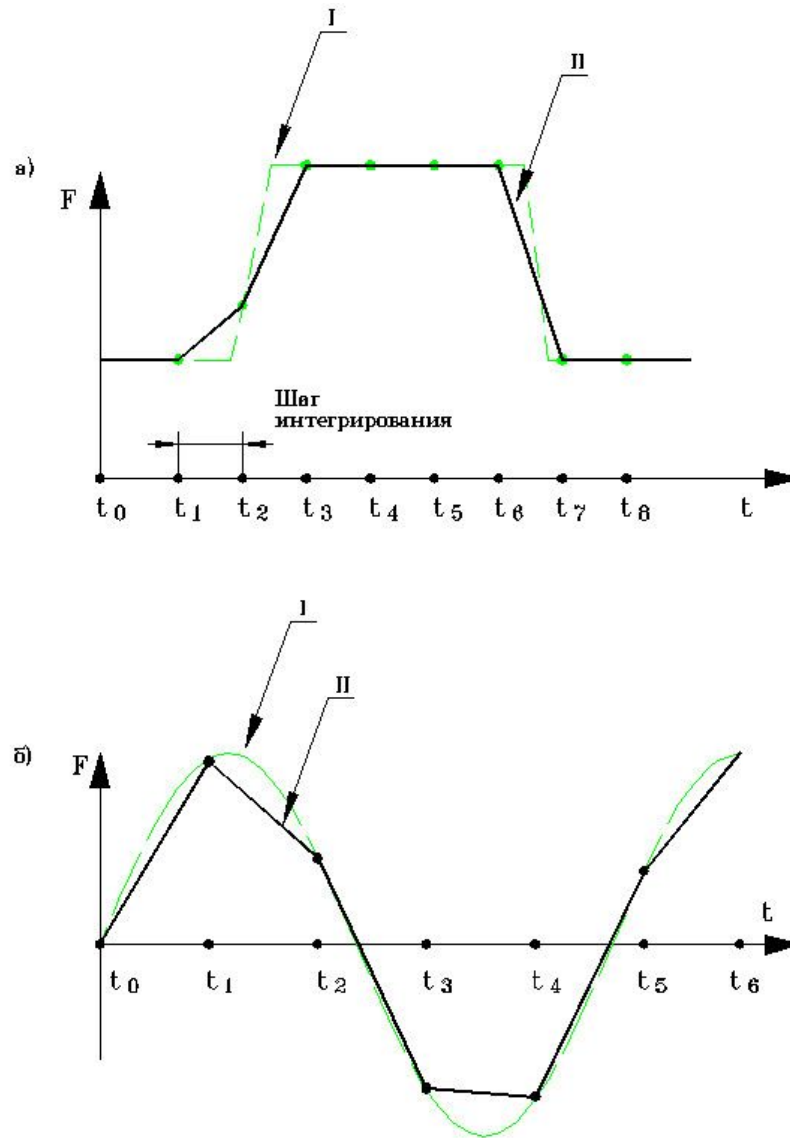 I
II
а)
F
Шаг
интегрирования
t₀ t₁ t₂ t₃ t₄ t₅ t₆ t₇ t₈ t
I
II
б)
F
t
t₀ t₁ t₂ t₃ t₄ t₅ t₆